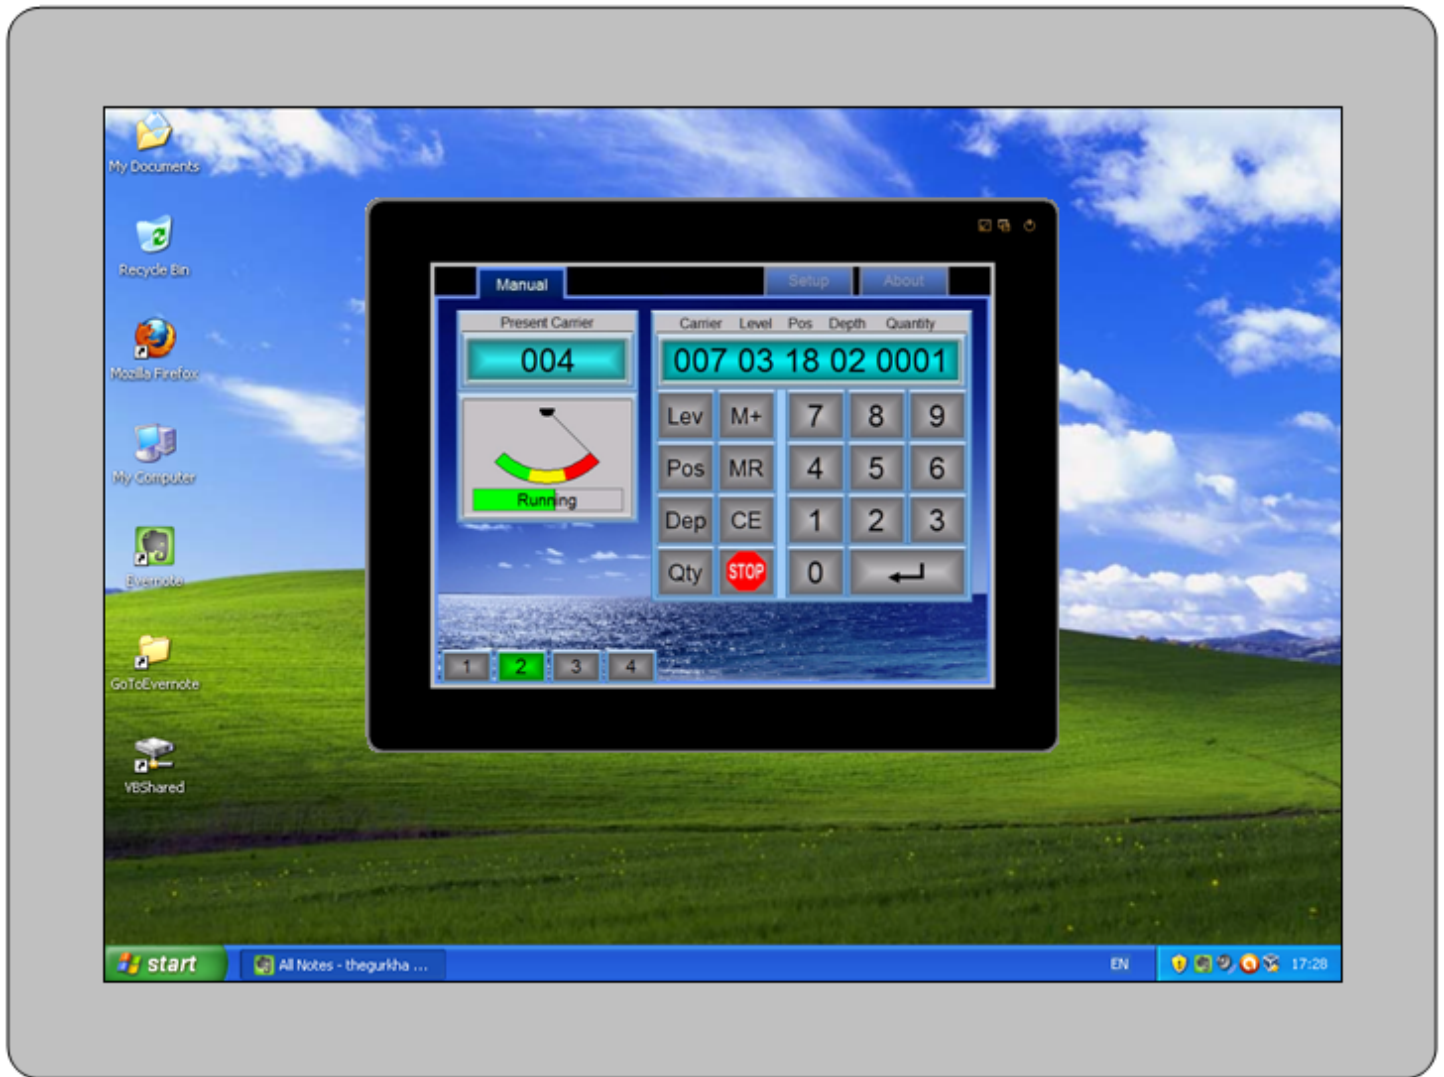 My Documents
Recycle Bin
Mozilla Firefox
My Computer
Evernote
GoToEvernote
VBShared
Manual
Setup
About
Present Carrier
004
Running
Carrier Level Pos Depth Quantity
007 03 18 02 0001
Lev M+ 7 8 9
Pos MR 4 5 6
Dep CE 1 2 3
Qty STOP 0
1 2 3 4
start
All Notes - thegurkha ...
EN
17:28